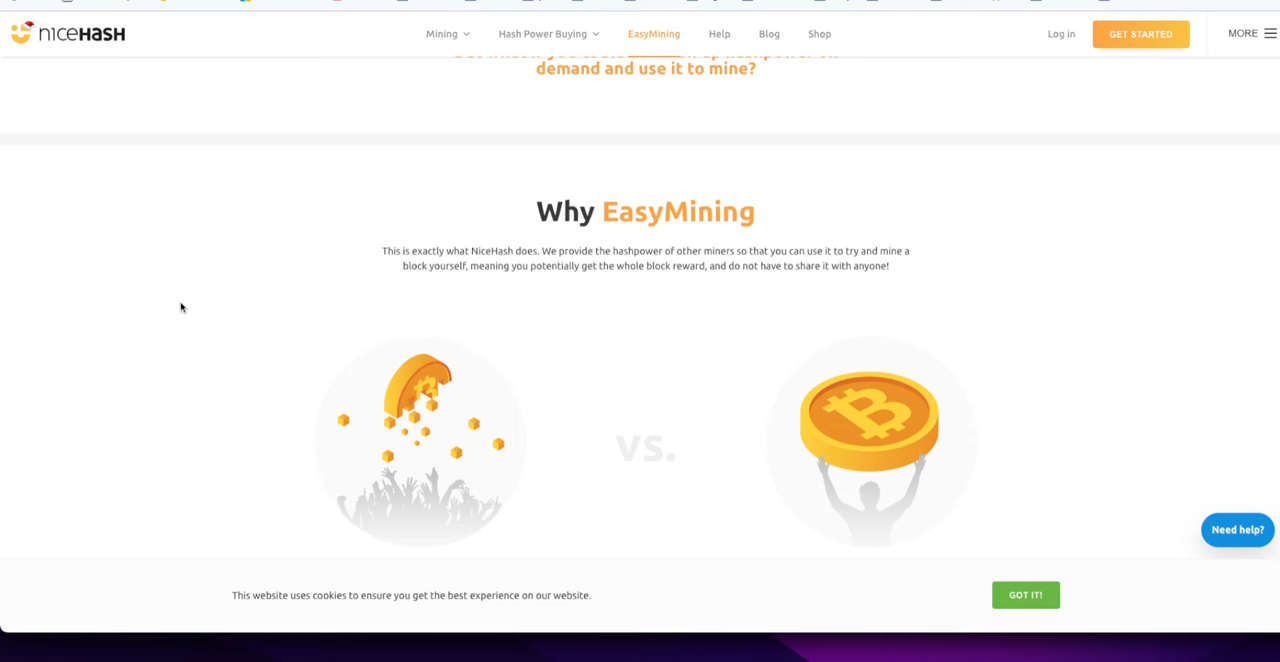 nıceHASH
Mining
Hash Power Buying
EasyMining
Help
Blog
Shop
Log in
GET STARTED
MORE
demand and use it to mine?
Why EasyMining
This is exactly what NiceHash does. We provide the hashpower of other miners so that you can use it to try and mine a
block yourself, meaning you potentially get the whole block reward, and do not have to share it with anyone!
vs.
Need help?
This website uses cookies to ensure you get the best experience on our website.
GOT IT!